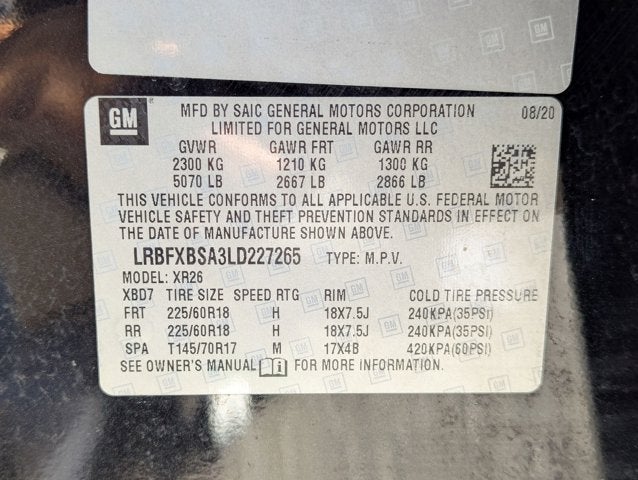 GM
MFD BY SAIC GENERAL MOTORS CORPORATION 08/20
LIMITED FOR GENERAL MOTORS LLC
GVWR GAWR FRT GAWR RR
2300 KG 1210 KG 1300 KG
5070 LB 2667 LB 2866 LB
THIS VEHICLE CONFORMS TO ALL APPLICABLE U.S. FEDERAL MOTOR
VEHICLE SAFETY AND THEFT PREVENTION STANDARDS IN EFFECT ON
THE DATE OF MANUFACTURE SHOWN ABOVE.
LRBFXBSA3LD227265 TYPE: M.P.V.
MODEL: XR26
XBD7 TIRE SIZE SPEED RTG RIM COLD TIRE PRESSURE
FRT 225/60R18 H 18X7.5J 240KPA(35PSI)
RR 225/60R18 H 18X7.5J 240KPA(35PSI)
SPA T145/70R17 M 17X4B 420KPA(60PSI)
SEE OWNER'S MANUAL FOR MORE INFORMATION.